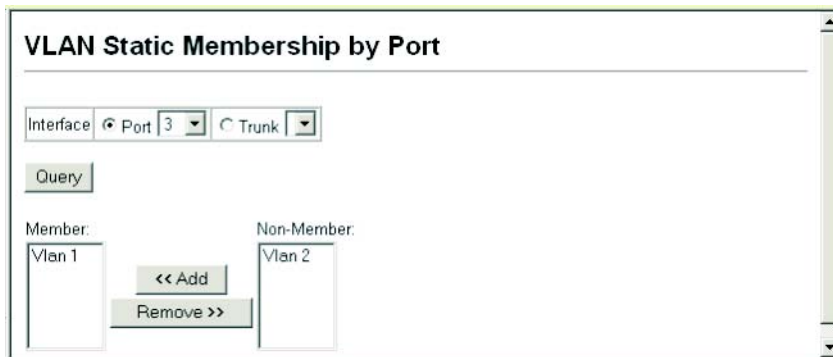 VLAN Static Membership by Port
Interface Port 3 Trunk
Query
Member: Non-Member:
Vlan 1 Vlan 2
<< Add
Remove >>